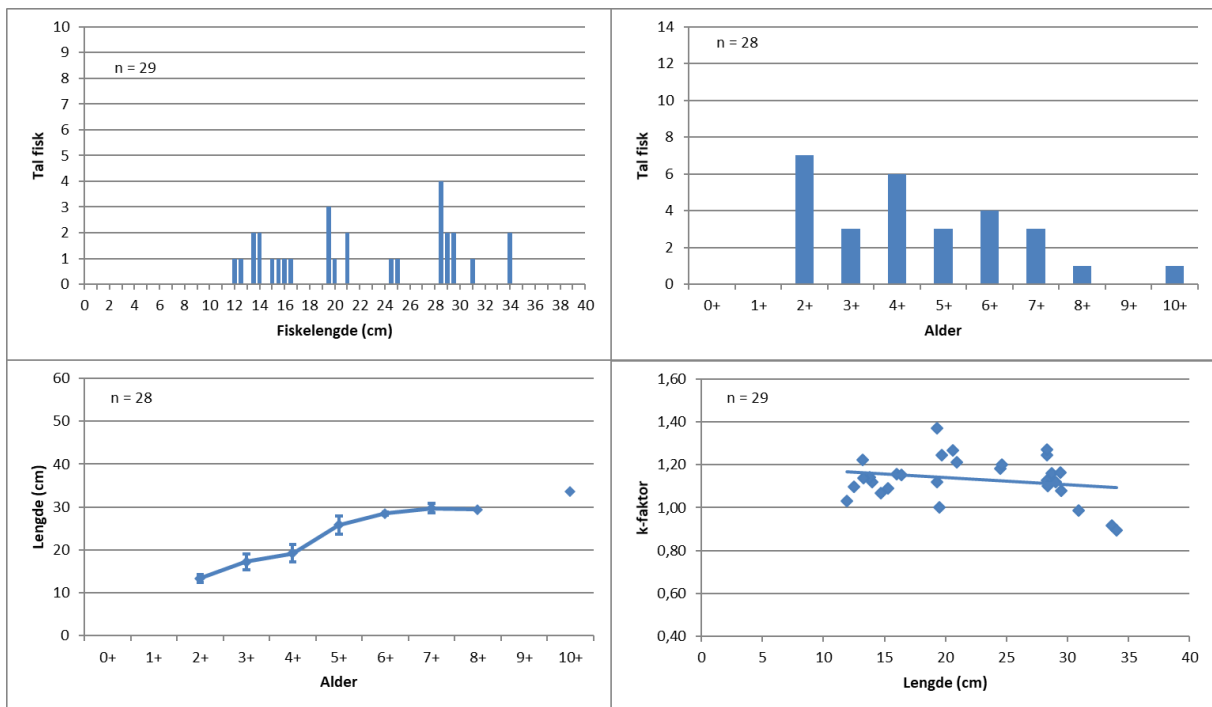 n = 29
Tal fisk
10
9
8
7
6
5
4
3
2
1
0
0 1 2 4 6 8 10 12 14 16 18 20 22 24 26 28 30 32 34 36 38 40
Fiskelengde (cm)
n = 28
Tal fisk
14
12
10
8
6
4
2
0
0+ 1+ 2+ 3+ 4+ 5+ 6+ 7+ 8+ 9+ 10+
Alder
n = 28
Lengde (cm)
60
50
40
30
20
10
0
0+ 1+ 2+ 3+ 4+ 5+ 6+ 7+ 8+ 9+ 10+
Alder
n = 29
k-faktor
1,60
1,40
1,20
1,00
0,80
0,60
0,40
0 5 10 15 20 25 30 35 40
Lengde (cm)